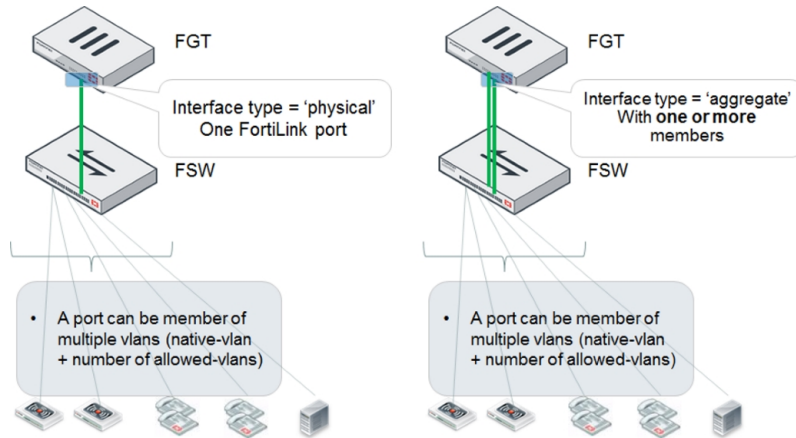 FGT
Interface type = ‘physical’
One FortiLink port
FSW
• A port can be member of
multiple vlans (native-vlan
+ number of allowed-vlans)
FGT
Interface type = ‘aggregate’
With one or more
members
FSW
• A port can be member of
multiple vlans (native-vlan
+ number of allowed-vlans)